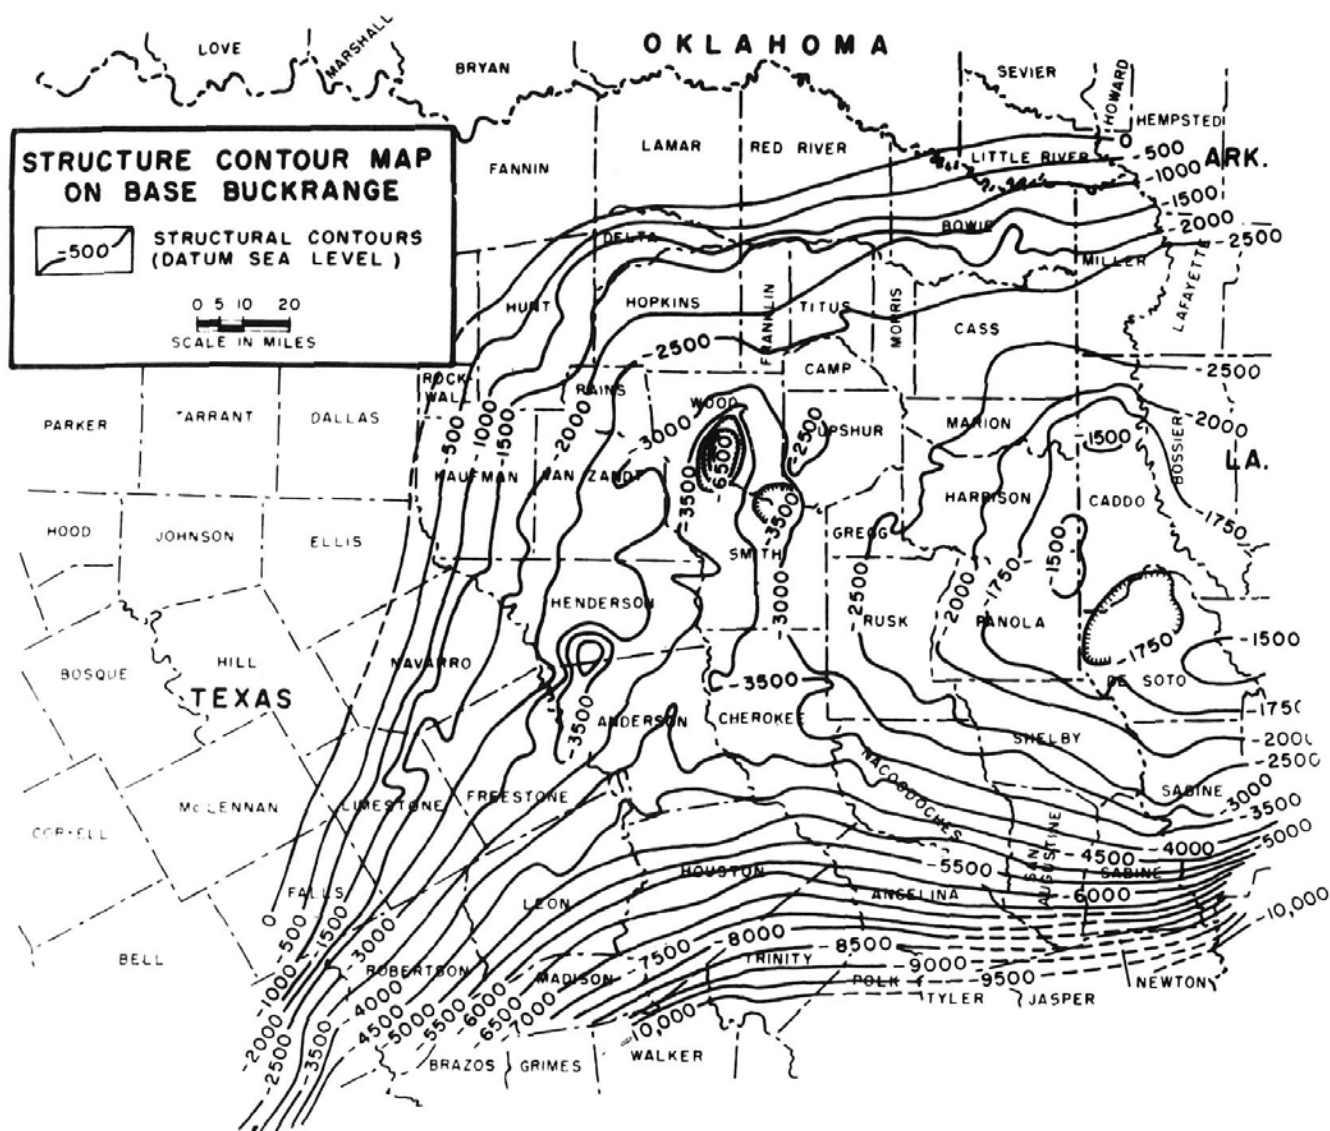 OKLAHOMA
LOVE
MARSHALL
BRYAN
SEVIER
HOWARD
HEMPSTED
STRUCTURE CONTOUR MAP
ON BASE BUCKRANGE
-500
STRUCTURAL CONTOURS
(DATUM SEA LEVEL)
0 5 10 20
SCALE IN MILES
FANNIN
LAMAR
RED RIVER
LITTLE RIVER
ARK.
0
-500
-1000
-1500
-2000
-2500
DELTA
BOWIE
MILLER
LAFAYETTE
HUNT
HOPKINS
FRANKLIN
TITUS
MORRIS
CASS
-2500
CAMP
-2500
ROCK-
WALL
RAINS
WOOD
PARKER
TARRANT
DALLAS
-500
-1000
-1500
-2000
-3000
-2500
UPSHUR
MARION
-2000
-1500
BOSSIER
LA.
KAUFMAN
VAN ZANDT
-3500
-6500
-3500
HARRISON
CADDO
-1750
HOOD
JOHNSON
ELLIS
SMITH
GREGG
-1500
HENDERSON
-3000
-2500
RUSK
-2000
-1750
PANOLA
-1750
-1500
BOSQUE
HILL
NAVARRO
TEXAS
-3500
-3500
DE SOTO
-1750
ANDERSON
CHEROKEE
SHELBY
-2000
-2500
NACOGDOCHES
McLENNAN
LIMESTONE
FREESTONE
SABINE
-3000
-3500
-4000
-5000
-4500
SAN
AUGUSTINE
SABINE
-5500
HOUSTON
ANGELINA
-6000
-10,000
FALLS
LEON
0
-500
-1500
-3000
BELL
ROBERTSON
MADISON
-7500
-8000
TRINITY
-8500
-9000
-9500
POLK
TYLER
JASPER
NEWTON
-1000
-2000
-2500
-3500
-4000
-4500
-5000
-5500
-6000
-6500
-7000
-10,000
BRAZOS
GRIMES
WALKER